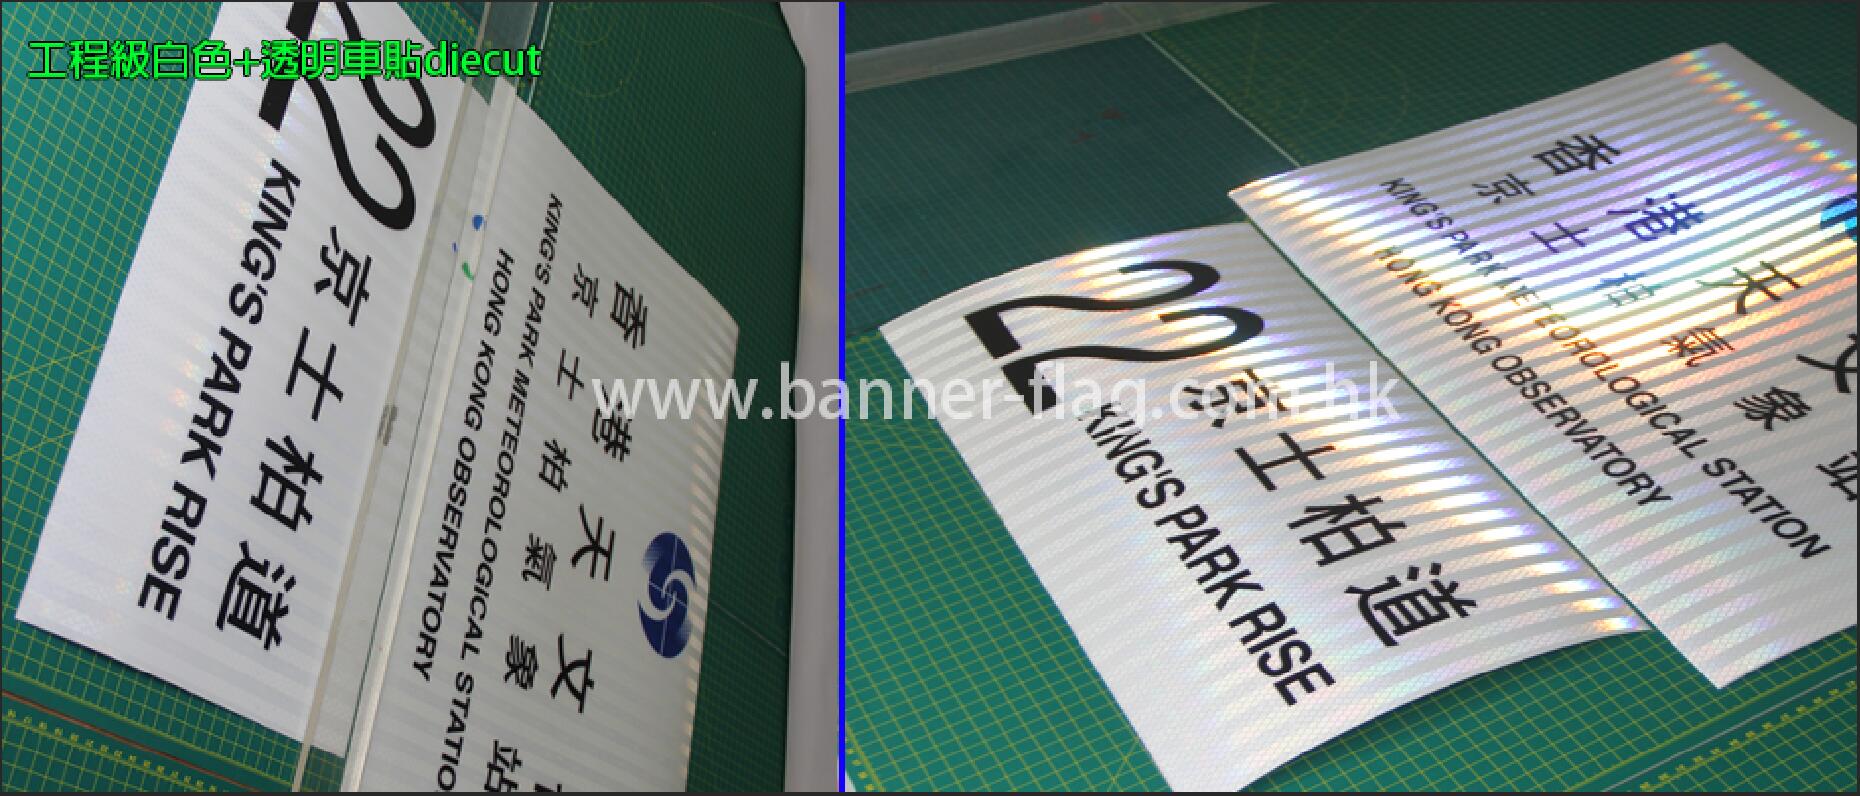 工程級白色+透明車貼diecut
22
京士柏道
KING'S PARK RISE
香港天文
京士柏氣象站
KING'S PARK METEOROLOGICAL STATIO
HONG KONG OBSERVATORY
www.banner-flag.com.hk
22
京士柏道
KING'S PARK RISE
香港天文
京士柏氣象站
KING'S PARK METEOROLOGICAL STATION
HONG KONG OBSERVATORY